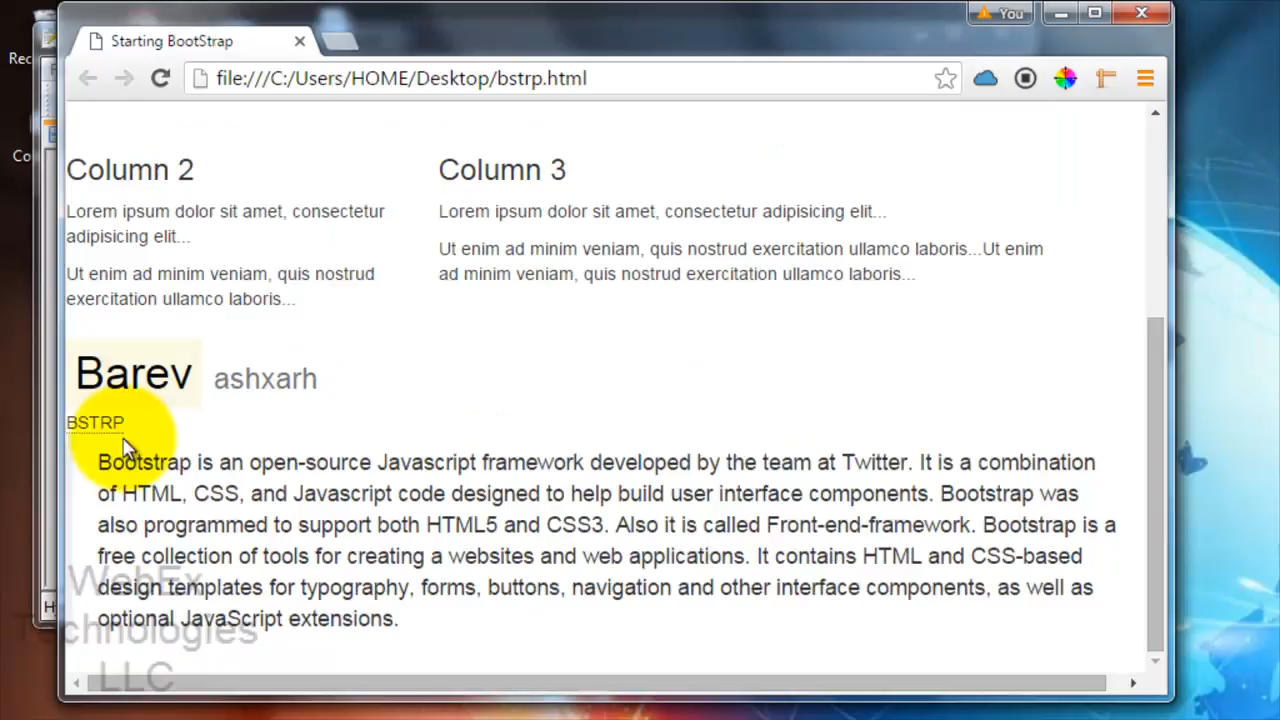 You
Starting BootStrap
Rec
file:///C:/Users/HOME/Desktop/bstrp.html
Co
Column 2
Column 3
Lorem ipsum dolor sit amet, consectetur
adipisicing elit...
Ut enim ad minim veniam, quis nostrud
exercitation ullamco laboris...
Lorem ipsum dolor sit amet, consectetur adipisicing elit...
Ut enim ad minim veniam, quis nostrud exercitation ullamco laboris...Ut enim
ad minim veniam, quis nostrud exercitation ullamco laboris...
Barev ashxarh
BSTRP
Bootstrap is an open-source Javascript framework developed by the team at Twitter. It is a combination
of HTML, CSS, and Javascript code designed to help build user interface components. Bootstrap was
also programmed to support both HTML5 and CSS3. Also it is called Front-end-framework. Bootstrap is a
free collection of tools for creating a websites and web applications. It contains HTML and CSS-based
design templates for typography, forms, buttons, navigation and other interface components, as well as
optional JavaScript extensions.
WebEx
Technologies
LLC